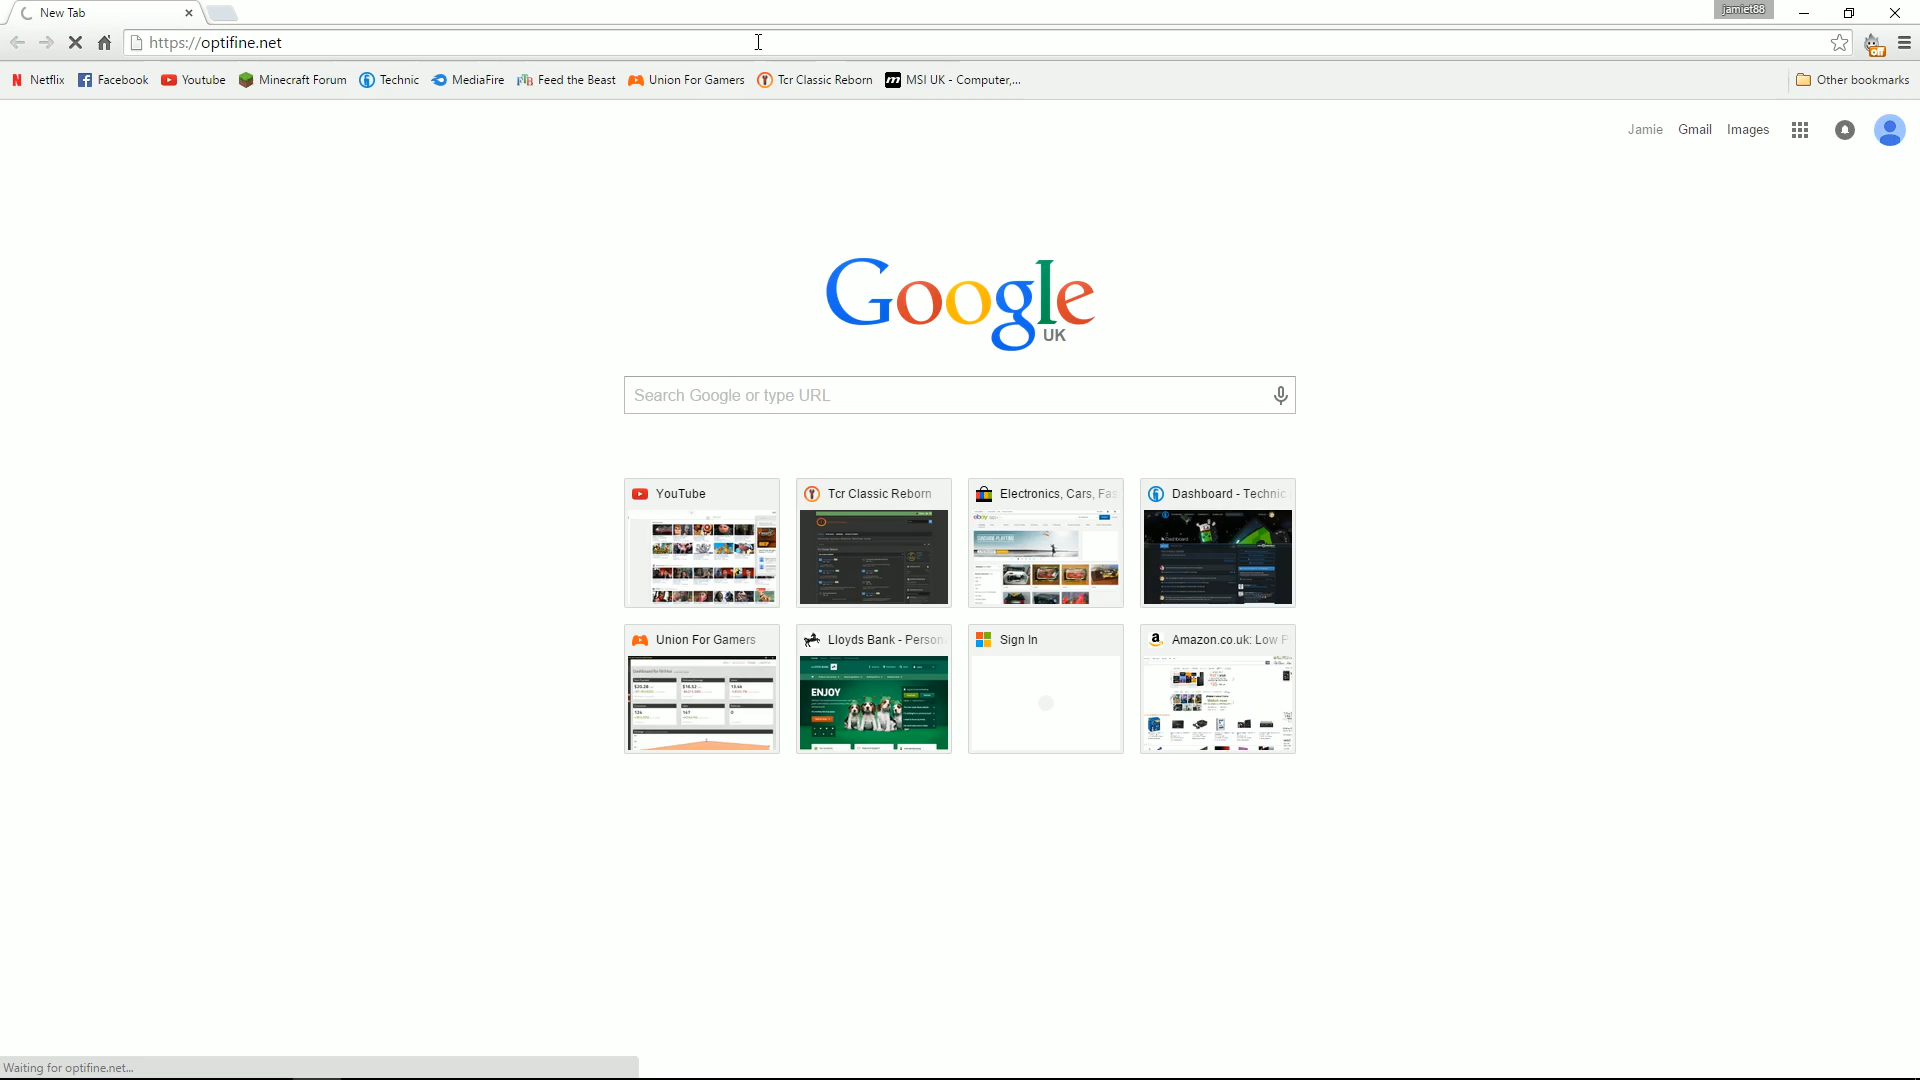 New Tab
jamiet88
https://optifine.net
Netflix Facebook Youtube Minecraft Forum Technic MediaFire Feed the Beast Union For Gamers Tcr Classic Reborn MSI UK - Computer,... Other bookmarks
Jamie Gmail Images
Google
UK
Search Google or type URL
YouTube Tcr Classic Reborn Electronics, Cars, Fas Dashboard - Technic
Dashboard
Union For Gamers Lloyds Bank - Person Sign In Amazon.co.uk: Low P
ENJOY
Waiting for optifine.net...